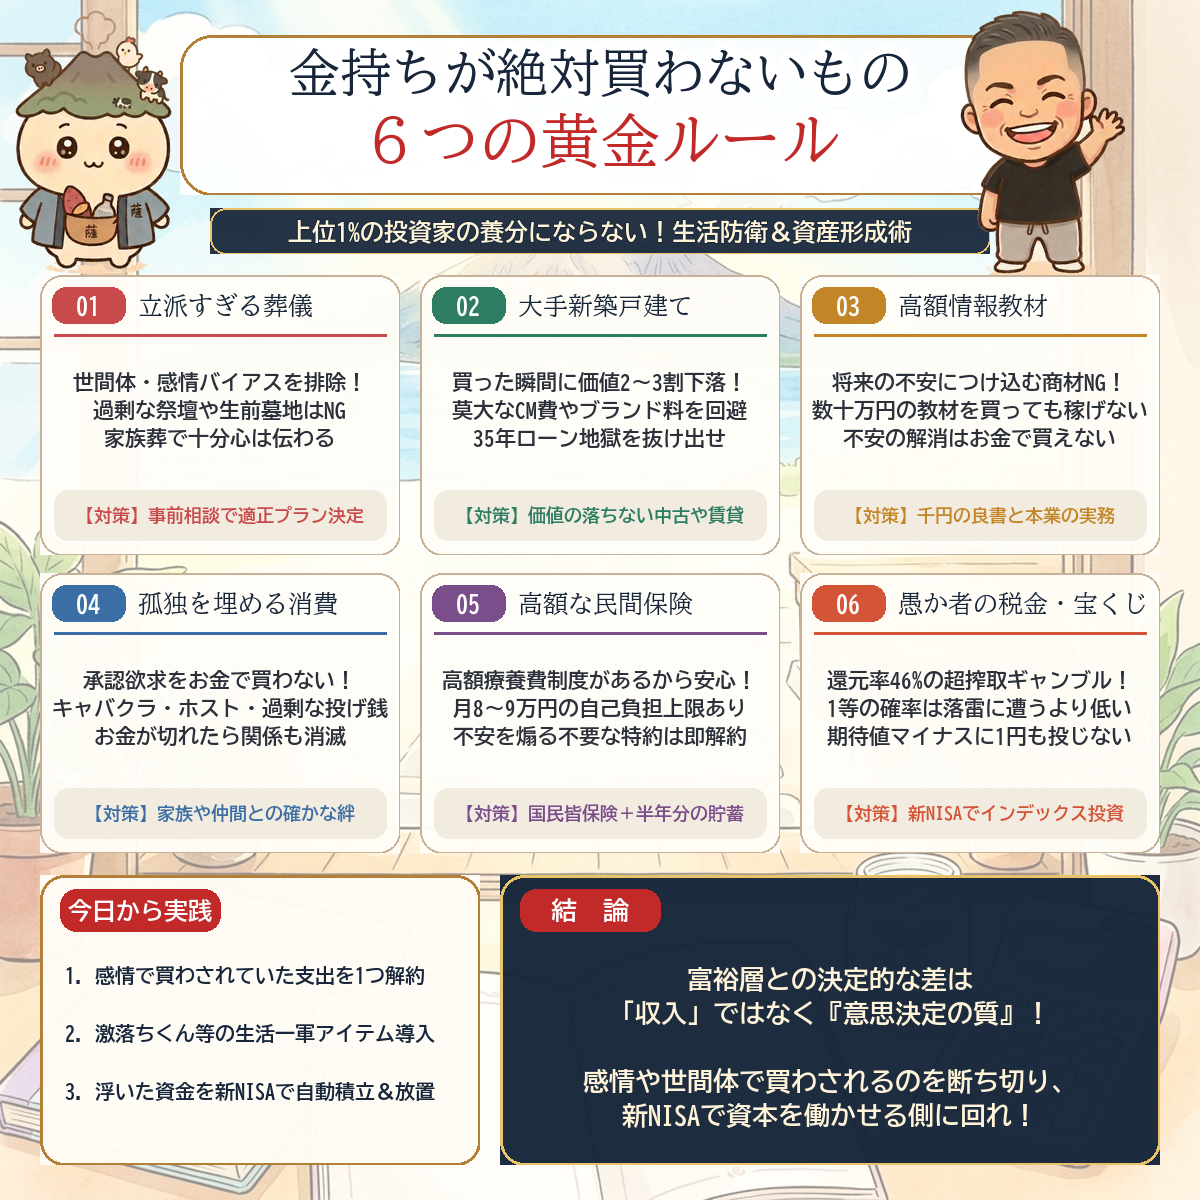 金持ちが絶対買わないもの
６つの黄金ルール
上位1%の投資家の養分にならない！生活防衛＆資産形成術
薩
薩
01 立派すぎる葬儀
世間体・感情バイアスを排除！
過剰な祭壇や生前墓地はNG
家族葬で十分心は伝わる
【対策】事前相談で適正プラン決定
02 大手新築戸建て
買った瞬間に価値2～3割下落！
莫大なCM費やブランド料を回避
35年ローン地獄を抜け出せ
【対策】価値の落ちない中古や賃貸
03 高額情報教材
将来の不安につけ込む商材NG！
数十万円の教材を買っても稼げない
不安の解消はお金で買えない
【対策】千円の良書と本業の実務
04 孤独を埋める消費
承認欲求をお金で買わない！
キャバクラ・ホスト・過剰な投げ銭
お金が切れたら関係も消滅
【対策】家族や仲間との確かな絆
05 高額な民間保険
高額療養費制度があるから安心！
月8～9万円の自己負担上限あり
不安を煽る不要な特約は即解約
【対策】国民皆保険＋半年分の貯蓄
06 愚か者の税金・宝くじ
還元率46%の超搾取ギャンブル！
1等の確率は落雷に遭うより低い
期待値マイナスに1円も投じない
【対策】新NISAでインデックス投資
今日から実践
1. 感情で買わされていた支出を1つ解約
2. 激落ちくん等の生活一軍アイテム導入
3. 浮いた資金を新NISAで自動積立＆放置
結　論
富裕層との決定的な差は
「収入」ではなく『意思決定の質』！
感情や世間体で買わされるのを断ち切り、
新NISAで資本を働かせる側に回れ！